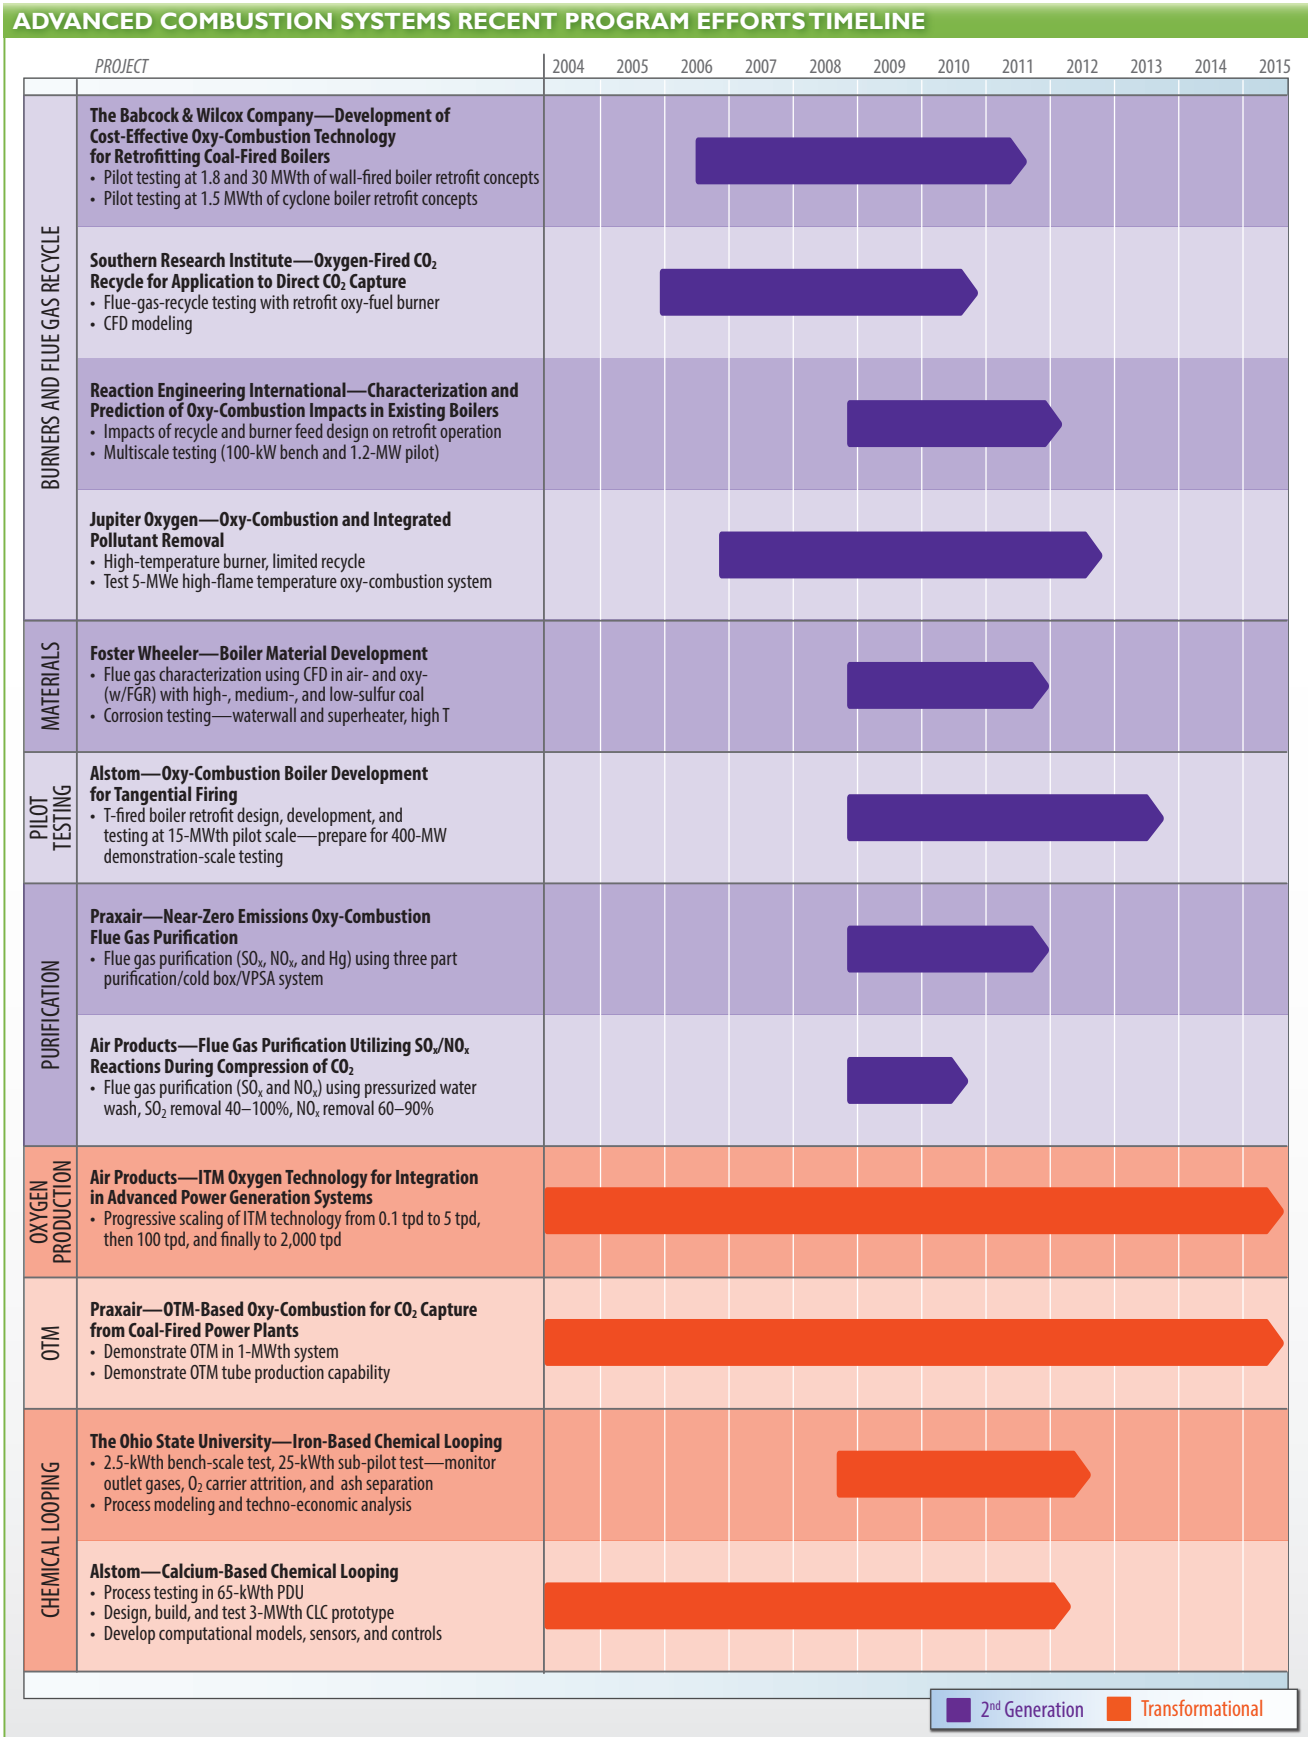 ADVANCED COMBUSTION SYSTEMS RECENT PROGRAM EFFORTS TIMELINE
PROJECT 2004 2005 2006 2007 2008 2009 2010 2011 2012 2013 2014 2015
BURNERS AND FLUE GAS RECYCLE
The Babcock & Wilcox Company—Development of
Cost-Effective Oxy-Combustion Technology
for Retrofitting Coal-Fired Boilers
• Pilot testing at 1.8 and 30 MWth of wall-fired boiler retrofit concepts
• Pilot testing at 1.5 MWth of cyclone boiler retrofit concepts
Southern Research Institute—Oxygen-Fired CO₂
Recycle for Application to Direct CO₂ Capture
• Flue-gas-recycle testing with retrofit oxy-fuel burner
• CFD modeling
Reaction Engineering International—Characterization and
Prediction of Oxy-Combustion Impacts in Existing Boilers
• Impacts of recycle and burner feed design on retrofit operation
• Multiscale testing (100-kW bench and 1.2-MW pilot)
Jupiter Oxygen—Oxy-Combustion and Integrated
Pollutant Removal
• High-temperature burner, limited recycle
• Test 5-MWe high-flame temperature oxy-combustion system
MATERIALS
Foster Wheeler—Boiler Material Development
• Flue gas characterization using CFD in air- and oxy-
(w/FGR) with high-, medium-, and low-sulfur coal
• Corrosion testing—waterwall and superheater, high T
PILOT
TESTING
Alstom—Oxy-Combustion Boiler Development
for Tangential Firing
• T-fired boiler retrofit design, development, and
testing at 15-MWth pilot scale—prepare for 400-MW
demonstration-scale testing
PURIFICATION
Praxair—Near-Zero Emissions Oxy-Combustion
Flue Gas Purification
• Flue gas purification (SOₓ, NOₓ, and Hg) using three part
purification/cold box/VPSA system
Air Products—Flue Gas Purification Utilizing SOₓ/NOₓ
Reactions During Compression of CO₂
• Flue gas purification (SOₓ and NOₓ) using pressurized water
wash, SO₂ removal 40–100%, NOₓ removal 60–90%
OXYGEN
PRODUCTION
Air Products—ITM Oxygen Technology for Integration
in Advanced Power Generation Systems
• Progressive scaling of ITM technology from 0.1 tpd to 5 tpd,
then 100 tpd, and finally to 2,000 tpd
OTM
Praxair—OTM-Based Oxy-Combustion for CO₂ Capture
from Coal-Fired Power Plants
• Demonstrate OTM in 1-MWth system
• Demonstrate OTM tube production capability
CHEMICAL LOOPING
The Ohio State University—Iron-Based Chemical Looping
• 2.5-kWth bench-scale test, 25-kWth sub-pilot test—monitor
outlet gases, O₂ carrier attrition, and ash separation
• Process modeling and techno-economic analysis
Alstom—Calcium-Based Chemical Looping
• Process testing in 65-kWth PDU
• Design, build, and test 3-MWth CLC prototype
• Develop computational models, sensors, and controls
2nd Generation Transformational